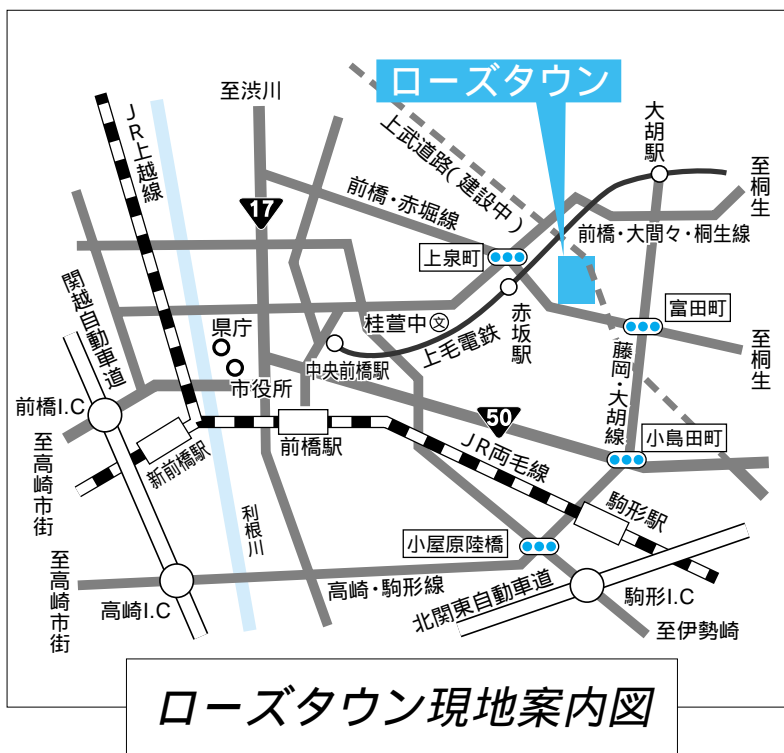 ローズタウン
至渋川
上武道路(建設中)
大胡駅
至桐生
JR上越線
17
前橋・赤堀線
前橋・大間々・桐生線
上泉町
関越自動車道
県庁
桂萱中文
赤坂駅
富田町
上毛電鉄
中央前橋駅
市役所
藤岡・大胡線
至桐生
前橋I.C
50
小島田町
前橋駅
新前橋駅
JR両毛線
至高崎市街
利根川
駒形駅
小屋原陸橋
至高崎市街
高崎I.C
高崎・駒形線
北関東自動車道
駒形I.C
至伊勢崎
ローズタウン現地案内図